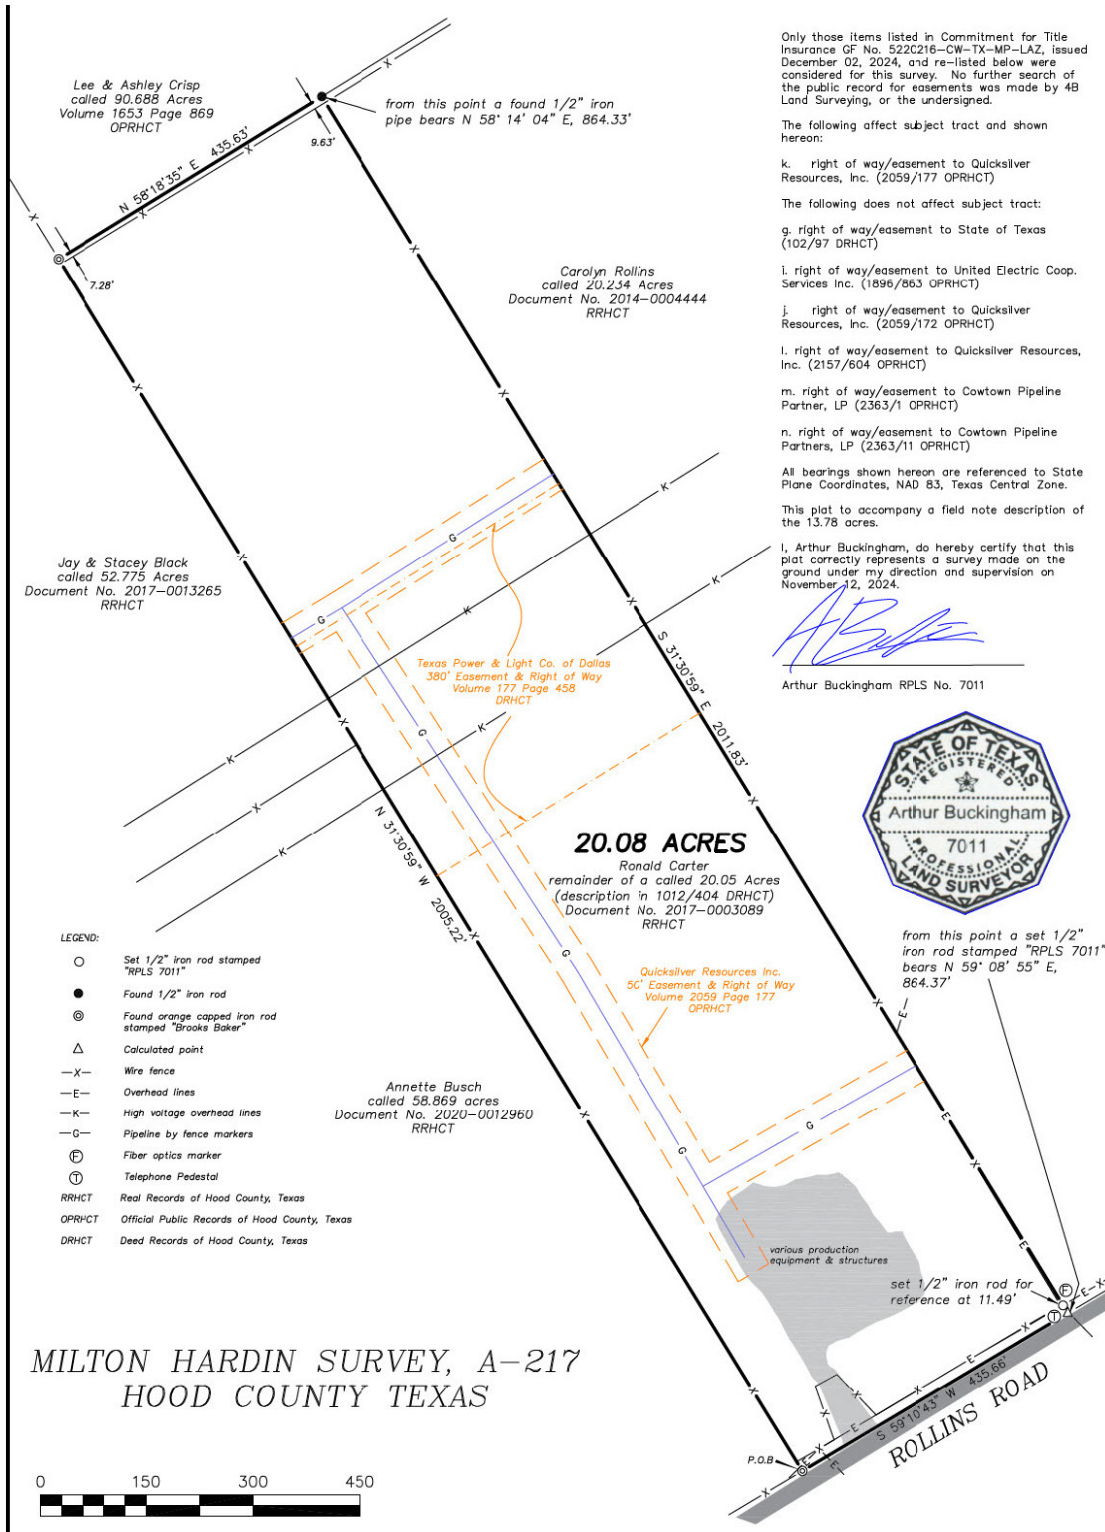 Lee & Ashley Crisp
called 90.688 Acres
Volume 1653 Page 869
OPRHCT
from this point a found 1/2" iron
pipe bears N 58° 14' 04" E, 864.33'
N 58°18'35" E 435.63'
9.63'
7.28'
X
X
X
X
X
Carolyn Rollins
called 20.234 Acres
Document No. 2014-0004444
RRHCT
X
X
X
Jay & Stacey Black
called 52.775 Acres
Document No. 2017-0013265
RRHCT
X
G
G
K
K
K
K
K
K
X
X
X
X
Texas Power & Light Co. of Dallas
380' Easement & Right of Way
Volume 177 Page 458
DRHCT
G
S 31°30'59" E 2011.83'
N 31°30'59" W 2005.22'
X
X
20.08 ACRES
Ronald Carter
remainder of a called 20.05 Acres
(description in 1012/404 DRHCT)
Document No. 2017-0003089
RRHCT
G
Quicksilver Resources Inc.
50' Easement & Right of Way
Volume 2059 Page 177
OPRHCT
X
E
Annette Busch
called 58.869 acres
Document No. 2020-0012960
RRHCT
X
G
G
E
X
E
various production
equipment & structures
set 1/2" iron rod for
reference at 11.49'
F
T
E-X
X
E
X
E
X
X
X
X
E
X
E
X
P.O.B
S 59°10'43" W 435.66'
ROLLINS ROAD
Only those items listed in Commitment for Title
Insurance GF No. 522C216-CW-TX-MP-LAZ, issued
December 02, 2024, and re-listed below were
considered for this survey. No further search of
the public record for easements was made by 4B
Land Surveying, or the undersigned.
The following affect subject tract and shown
hereon:
k. right of way/easement to Quicksilver
Resources, Inc. (2059/177 OPRHCT)
The following does not affect subject tract:
g. right of way/easement to State of Texas
(102/97 DRHCT)
i. right of way/easement to United Electric Coop.
Services Inc. (1896/863 OPRHCT)
j. right of way/easement to Quicksilver
Resources, Inc. (2059/172 OPRHCT)
l. right of way/easement to Quicksilver Resources,
Inc. (2157/604 OPRHCT)
m. right of way/easement to Cowtown Pipeline
Partner, LP (2363/1 OPRHCT)
n. right of way/easement to Cowtown Pipeline
Partners, LP (2363/11 OPRHCT)
All bearings shown hereon are referenced to State
Plane Coordinates, NAD 83, Texas Central Zone.
This plat to accompany a field note description of
the 13.78 acres.
I, Arthur Buckingham, do hereby certify that this
plat correctly represents a survey made on the
ground under my direction and supervision on
November 12, 2024.
Arthur Buckingham RPLS No. 7011
STATE OF TEXAS
REGISTERED
Arthur Buckingham
7011
PROFESSIONAL
LAND SURVEYOR
from this point a set 1/2"
iron rod stamped "RPLS 7011"
bears N 59° 08' 55" E,
864.37'
LEGEND:
Set 1/2" iron rod stamped
"RPLS 7011"
Found 1/2" iron rod
Found orange capped iron rod
stamped "Brooks Baker"
Calculated point
—X— Wire fence
—E— Overhead lines
—K— High voltage overhead lines
—G— Pipeline by fence markers
F Fiber optics marker
T Telephone Pedestal
RRHCT Real Records of Hood County, Texas
OPRHCT Official Public Records of Hood County, Texas
DRHCT Deed Records of Hood County, Texas
MILTON HARDIN SURVEY, A-217
HOOD COUNTY TEXAS
0 150 300 450